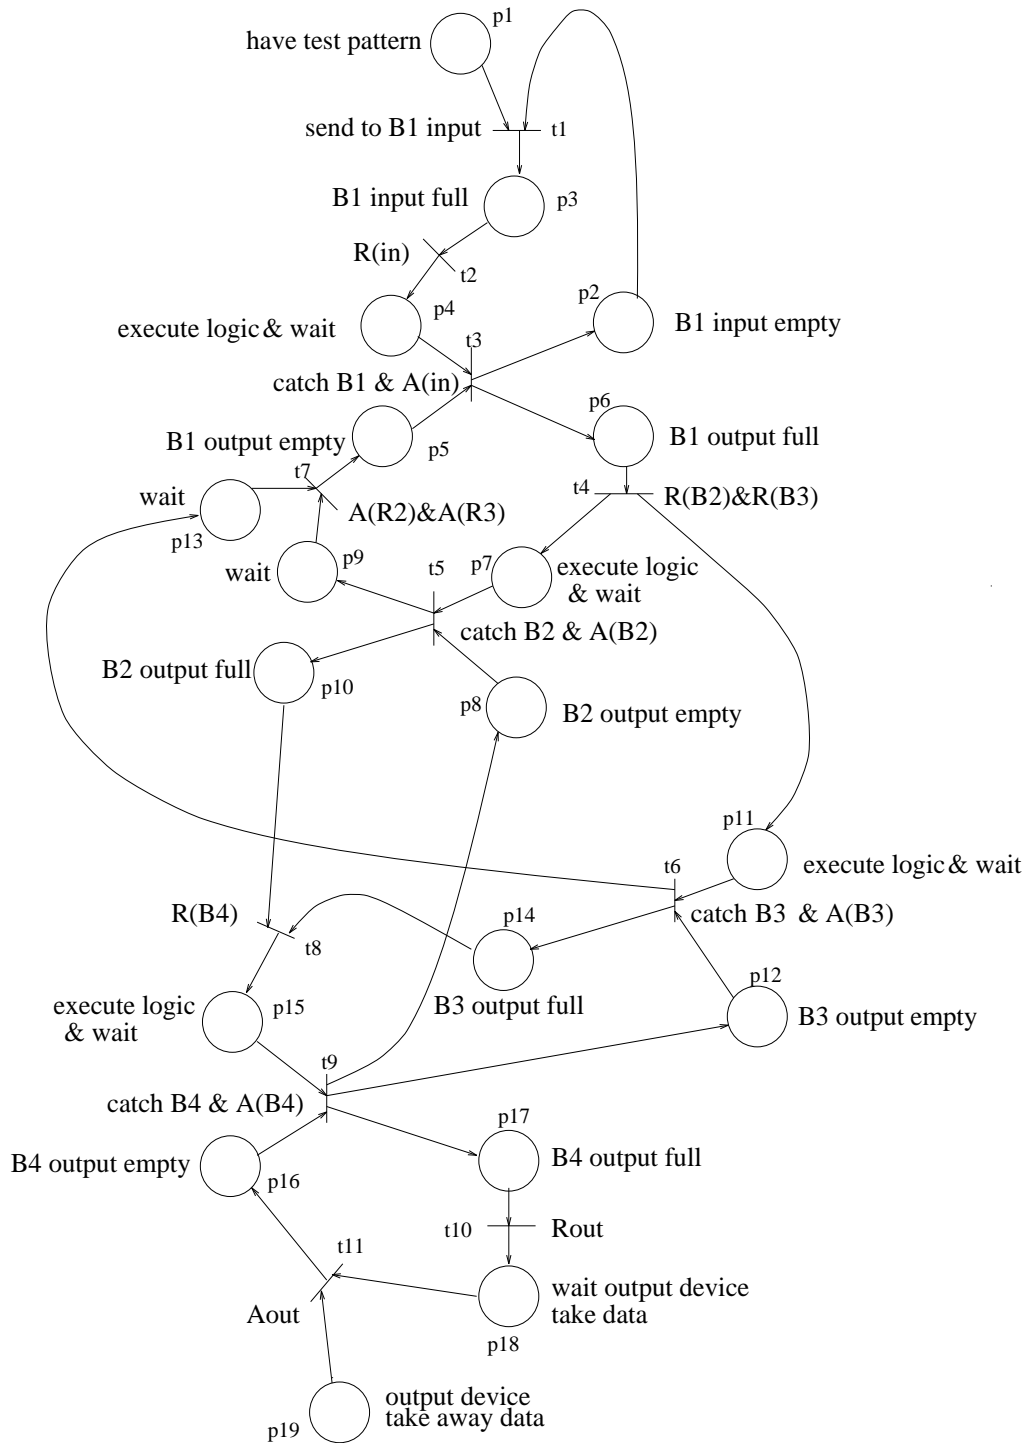 p1
have test pattern
send to B1 input
t1
B1 input full
p3
R(in)
t2
p2
p4
execute logic & wait
B1 input empty
t3
catch B1 & A(in)
p6
B1 output empty
p5
B1 output full
t7
t4
R(B2)&R(B3)
wait
A(R2)&A(R3)
p13
p9
wait
t5
p7
execute logic
& wait
catch B2 & A(B2)
B2 output full
p10
p8
B2 output empty
p11
t6
execute logic & wait
R(B4)
t8
p14
catch B3 & A(B3)
p12
execute logic
& wait
p15
B3 output full
B3 output empty
t9
catch B4 & A(B4)
p17
B4 output empty
p16
B4 output full
t10
Rout
t11
wait output device
take data
Aout
p18
output device
take away data
p19